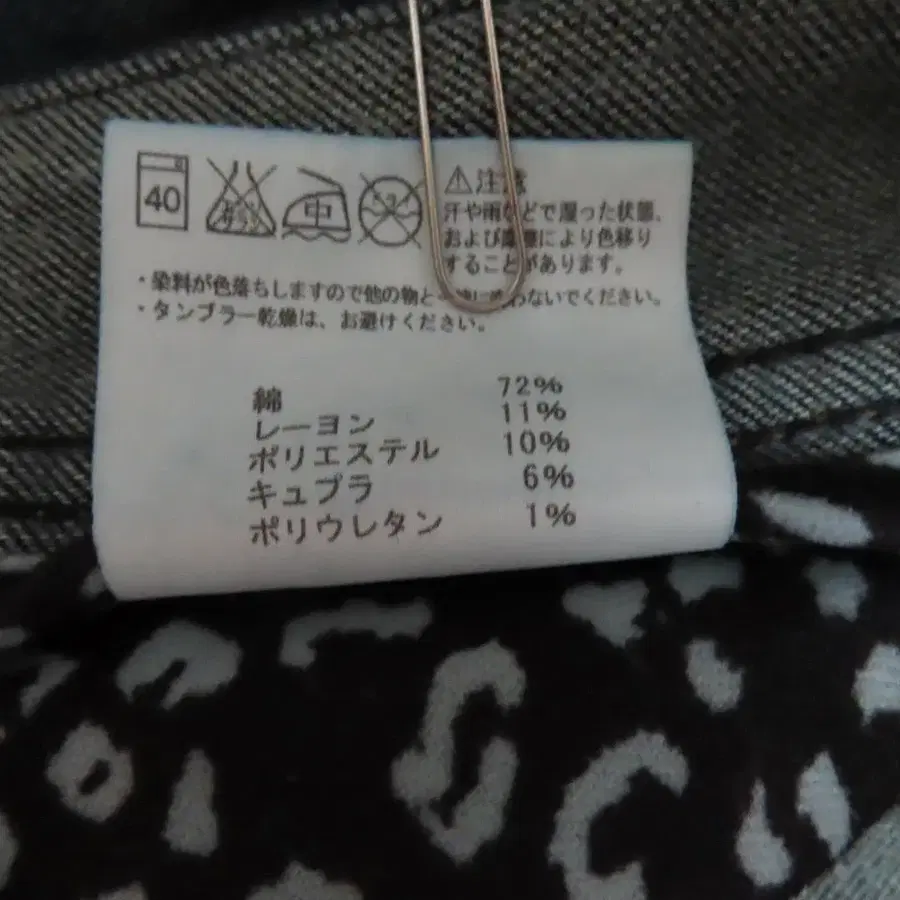 40
中
⚠注意
汗や雨などで湿った状態、
および摩擦により色移り
することがあります。
・染料が色落ちしますので他の物と一緒に洗わないでください。
・タンブラー乾燥は、お避けください。
綿 72%
レーヨン 11%
ポリエステル 10%
キュプラ 6%
ポリウレタン 1%